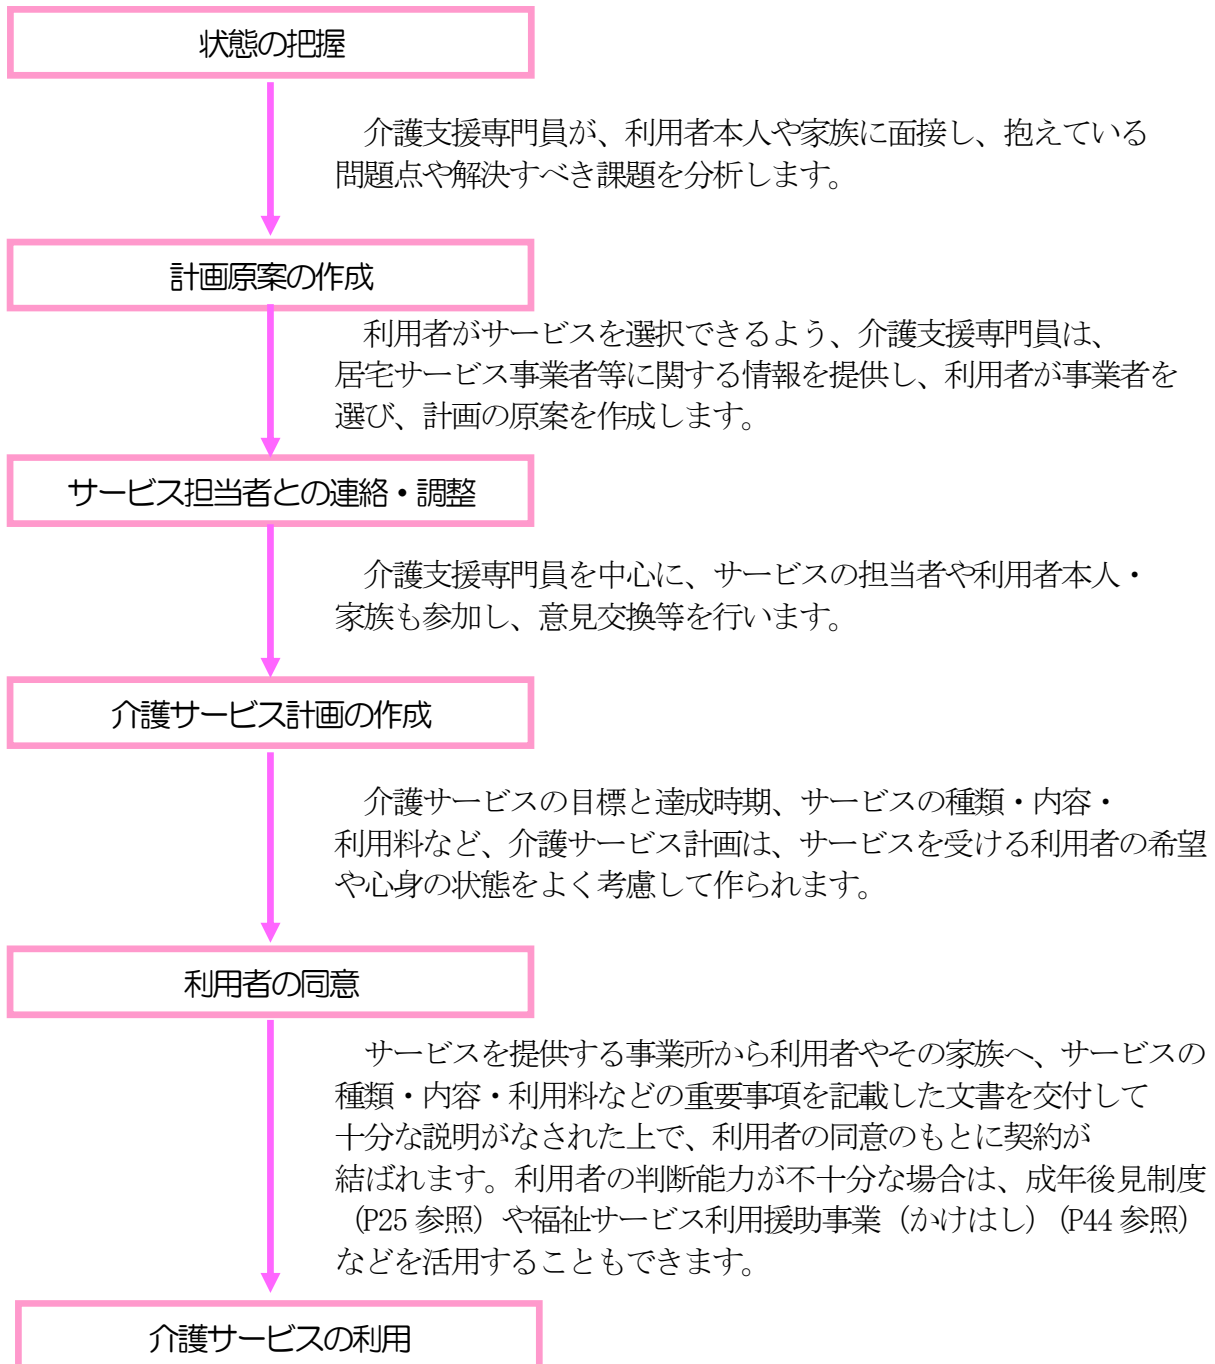 状態の把握
介護支援専門員が、利用者本人や家族に面接し、抱えている
問題点や解決すべき課題を分析します。
計画原案の作成
利用者がサービスを選択できるよう、介護支援専門員は、
居宅サービス事業者等に関する情報を提供し、利用者が事業者を
選び、計画の原案を作成します。
サービス担当者との連絡・調整
介護支援専門員を中心に、サービスの担当者や利用者本人・
家族も参加し、意見交換等を行います。
介護サービス計画の作成
介護サービスの目標と達成時期、サービスの種類・内容・
利用料など、介護サービス計画は、サービスを受ける利用者の希望
や心身の状態をよく考慮して作られます。
利用者の同意
サービスを提供する事業所から利用者やその家族へ、サービスの
種類・内容・利用料などの重要事項を記載した文書を交付して
十分な説明がなされた上で、利用者の同意のもとに契約が
結ばれます。利用者の判断能力が不十分な場合は、成年後見制度
（P25 参照）や福祉サービス利用援助事業（かけはし）（P44 参照）
などを活用することもできます。
介護サービスの利用